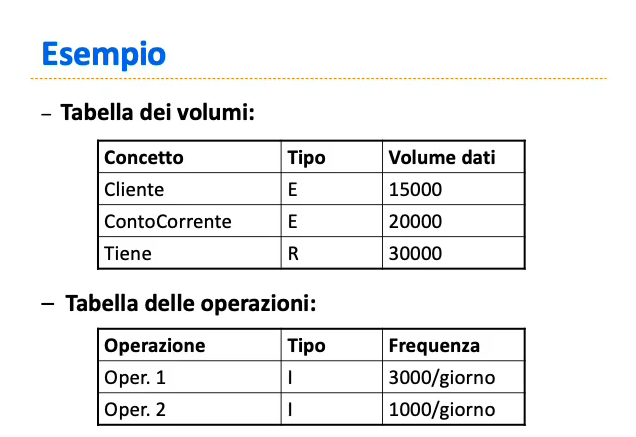 Esempio
– Tabella dei volumi:
Concetto Tipo Volume dati
Cliente E 15000
ContoCorrente E 20000
Tiene R 30000
– Tabella delle operazioni:
Operazione Tipo Frequenza
Oper. 1 I 3000/giorno
Oper. 2 I 1000/giorno